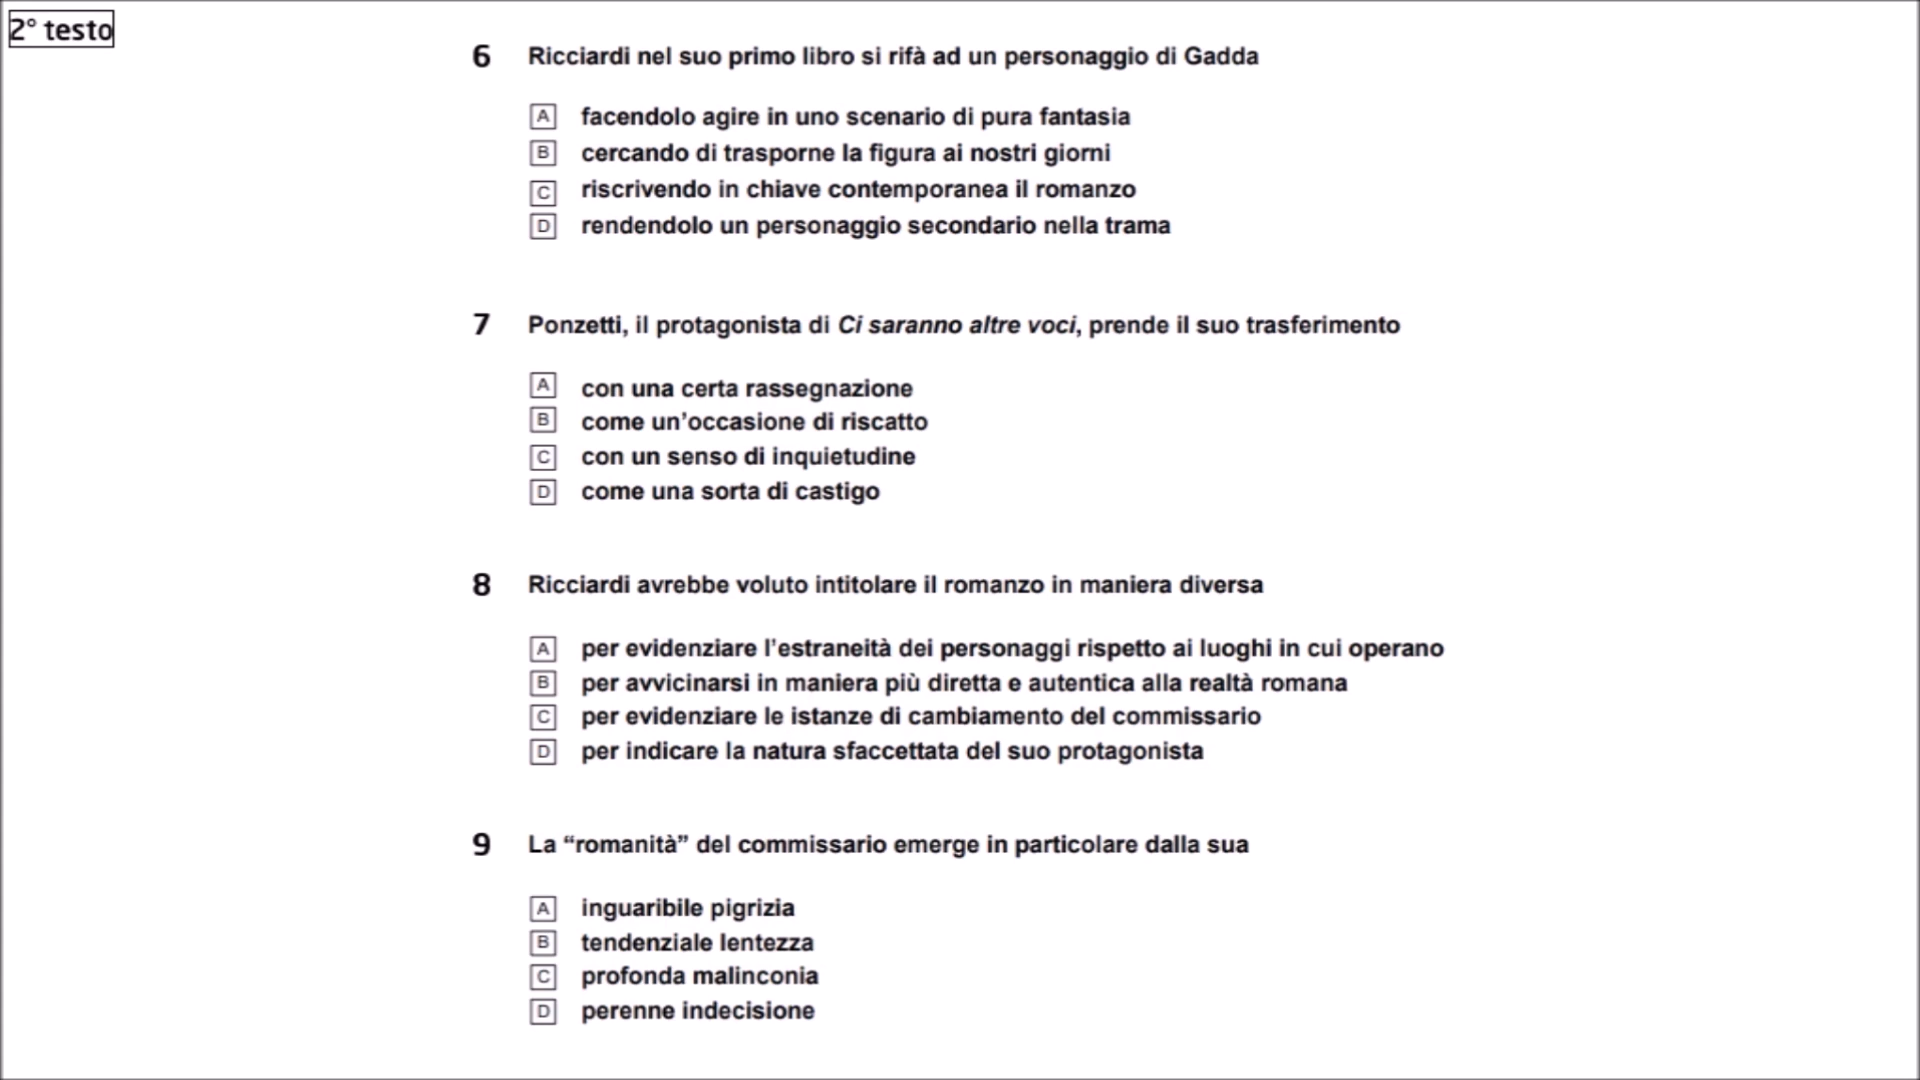 2° testo
6 Ricciardi nel suo primo libro si rifà ad un personaggio di Gadda
A facendolo agire in uno scenario di pura fantasia
B cercando di trasporne la figura ai nostri giorni
C riscrivendo in chiave contemporanea il romanzo
D rendendolo un personaggio secondario nella trama
7 Ponzetti, il protagonista di Ci saranno altre voci, prende il suo trasferimento
A con una certa rassegnazione
B come un’occasione di riscatto
C con un senso di inquietudine
D come una sorta di castigo
8 Ricciardi avrebbe voluto intitolare il romanzo in maniera diversa
A per evidenziare l’estraneità dei personaggi rispetto ai luoghi in cui operano
B per avvicinarsi in maniera più diretta e autentica alla realtà romana
C per evidenziare le istanze di cambiamento del commissario
D per indicare la natura sfaccettata del suo protagonista
9 La “romanità” del commissario emerge in particolare dalla sua
A inguaribile pigrizia
B tendenziale lentezza
C profonda malinconia
D perenne indecisione